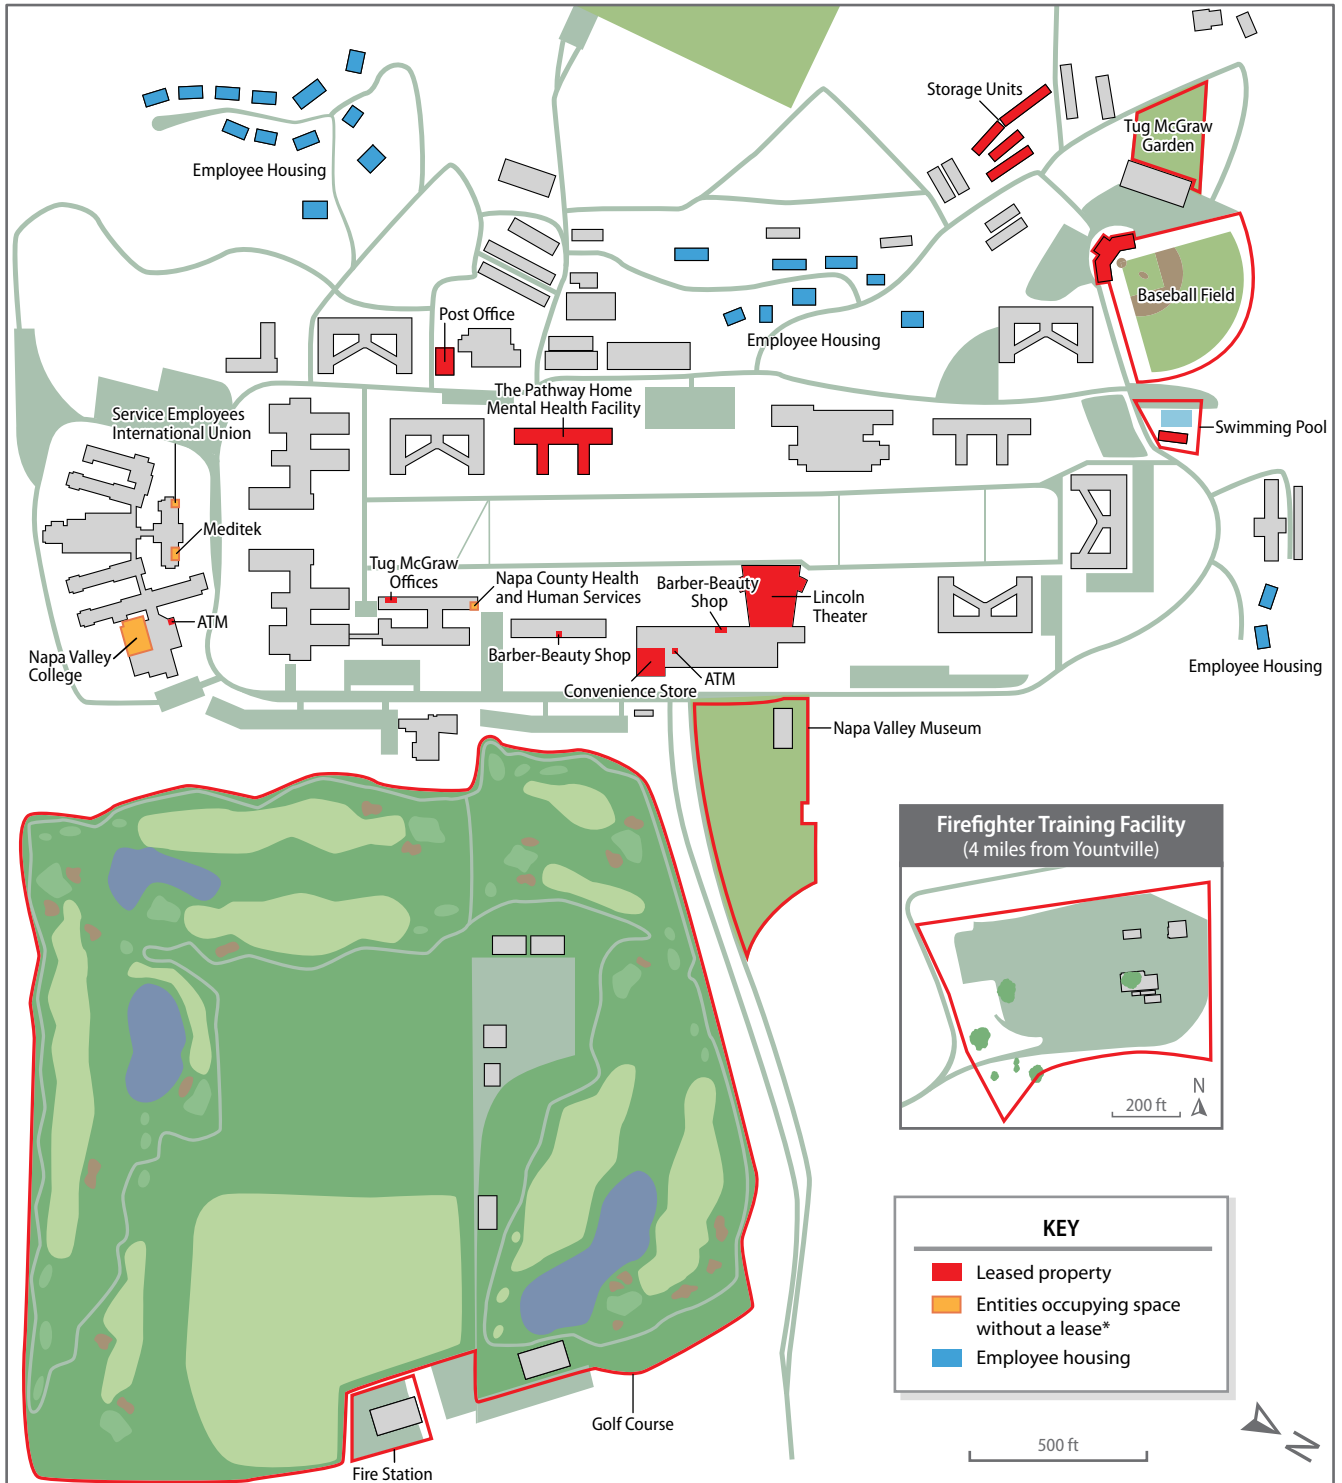 Storage Units
Tug McGraw
Garden
Employee Housing
Baseball Field
Post Office
Employee Housing
The Pathway Home
Mental Health Facility
Service Employees
International Union
Swimming Pool
Meditek
Tug McGraw
Offices
Napa County Health
and Human Services
Barber-Beauty
Shop
Lincoln
Theater
ATM
Napa Valley
College
Barber-Beauty Shop
ATM
Convenience Store
Employee Housing
Napa Valley Museum
Firefighter Training Facility
(4 miles from Yountville)
N
200 ft
KEY
Leased property
Entities occupying space
without a lease*
Employee housing
Golf Course
500 ft
N
Fire Station